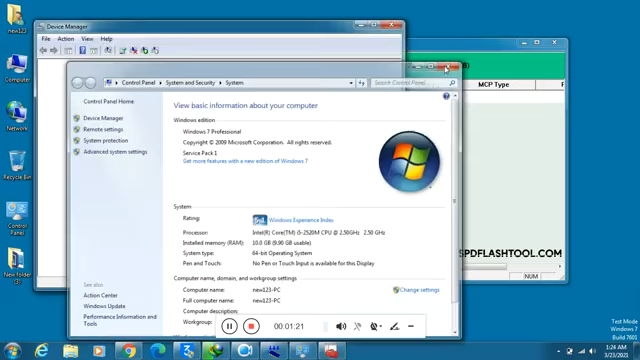 new123
Computer
Network
Recycle Bin
Control Panel
New folder (3)
Device Manager
File Action View Help
Control Panel ▸ System and Security ▸ System
Search Control Panel
Control Panel Home
Device Manager
Remote settings
System protection
Advanced system settings
See also
Action Center
Windows Update
Performance Information and Tools
View basic information about your computer
Windows edition
Windows 7 Professional
Copyright © 2009 Microsoft Corporation. All rights reserved.
Service Pack 1
Get more features with a new edition of Windows 7
System
Rating:
Windows Experience Index
Processor: Intel(R) Core(TM) i5-2520M CPU @ 2.50GHz 2.50 GHz
Installed memory (RAM): 10.0 GB (9.90 GB usable)
System type: 64-bit Operating System
Pen and Touch: No Pen or Touch Input is available for this Display
Computer name, domain, and workgroup settings
Computer name: new123-PC
Change settings
Full computer name: new123-PC
Computer description:
Workgroup:
MCP Type
SPDFLASHTOOL.COM
NUM
00:01:21
Test Mode
Windows 7
Build 7601
1:24 AM
3/23/2021